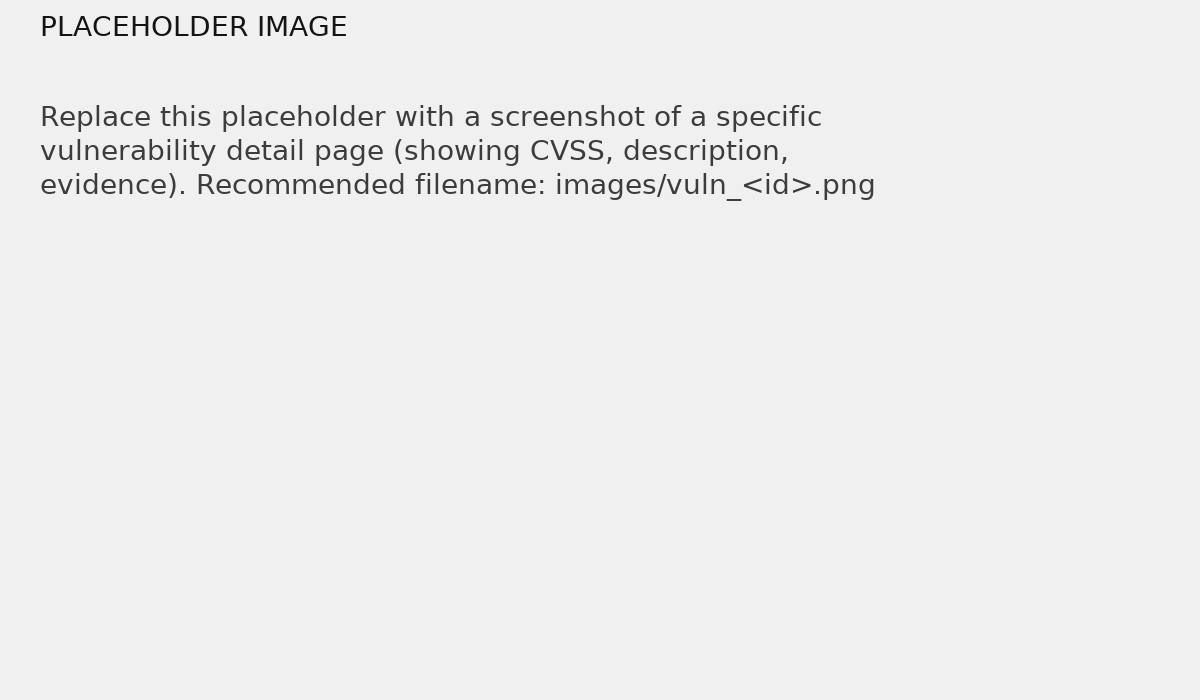 PLACEHOLDER IMAGE
Replace this placeholder with a screenshot of a specific
vulnerability detail page (showing CVSS, description,
evidence). Recommended filename: images/vuln_<id>.png